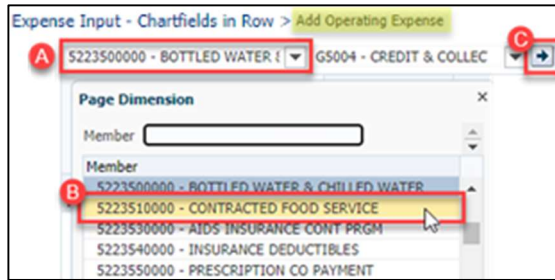 Expense Input - Chartfields in Row > Add Operating Expense
A 5223500000 - BOTTLED WATER & G5004 - CREDIT & COLLEC C
Page Dimension ×
Member
Member
5223500000 - BOTTLED WATER & CHILLED WATER
B 5223510000 - CONTRACTED FOOD SERVICE
5223530000 - AIDS INSURANCE CONT PRGM
5223540000 - INSURANCE DEDUCTIBLES
5223550000 - PRESCRIPTION CO PAYMENT